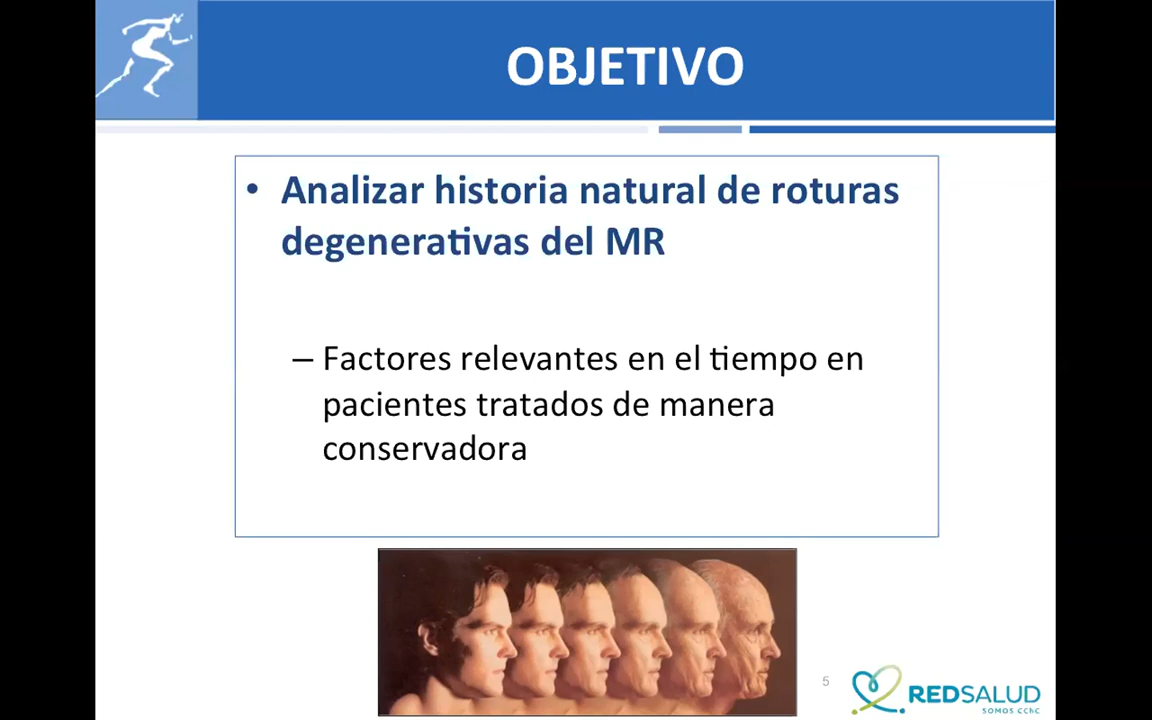 OBJETIVO
• Analizar historia natural de roturas
degenerativas del MR
– Factores relevantes en el tiempo en
pacientes tratados de manera
conservadora
5
REDSALUD
SOMOS CChC